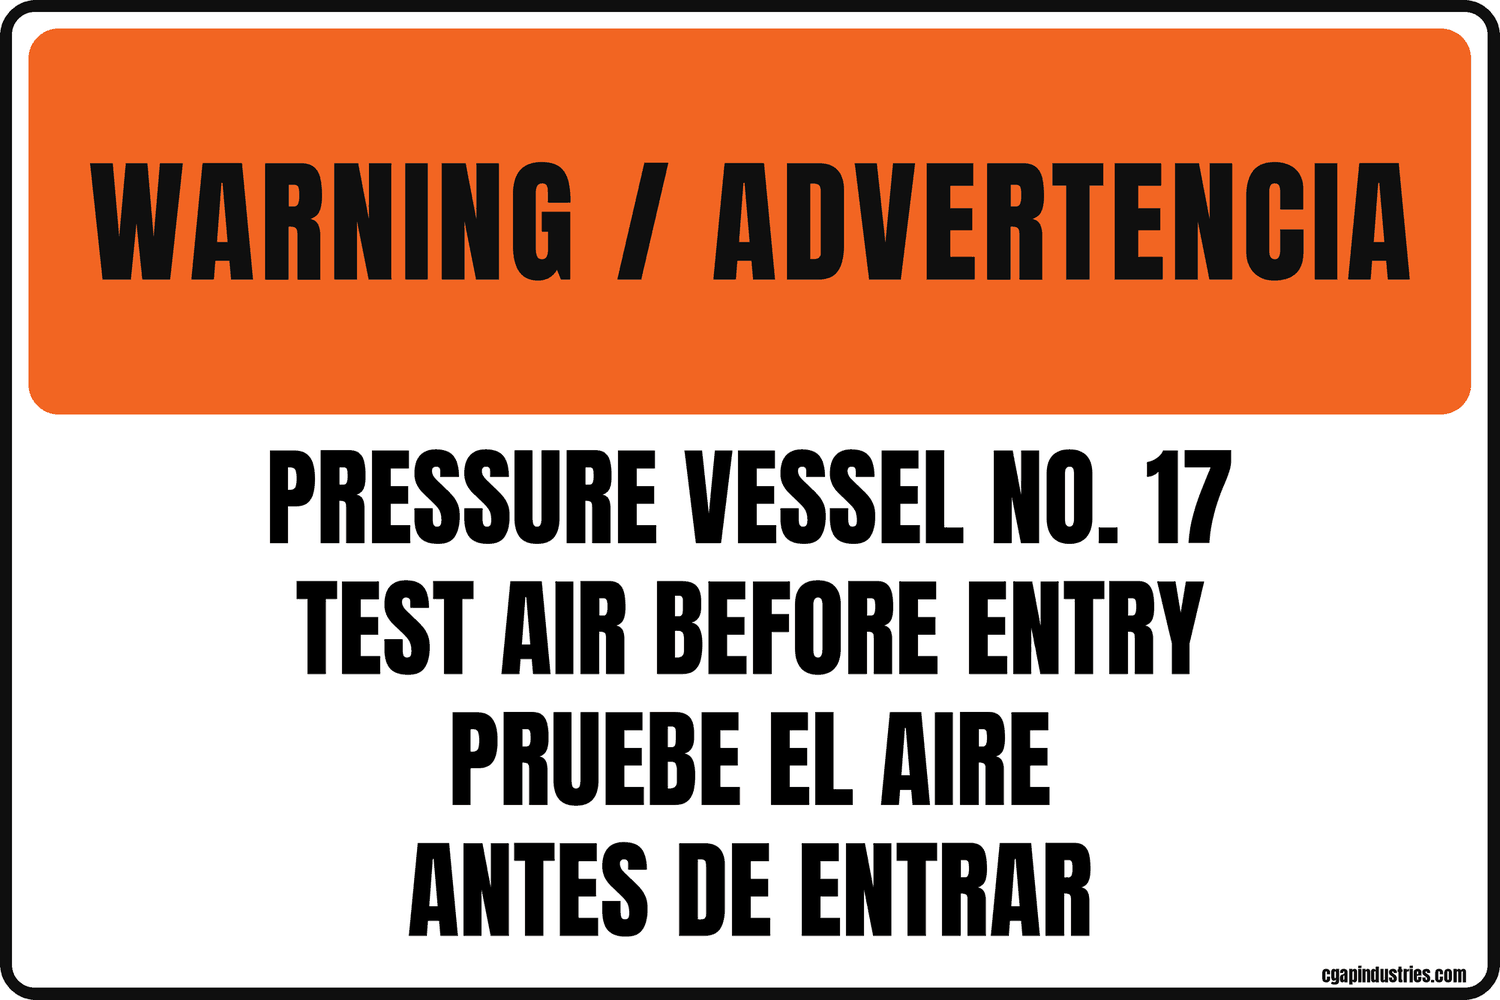 WARNING / ADVERTENCIA
PRESSURE VESSEL NO. 17
TEST AIR BEFORE ENTRY
PRUEBE EL AIRE
ANTES DE ENTRAR
cgapindustries.com